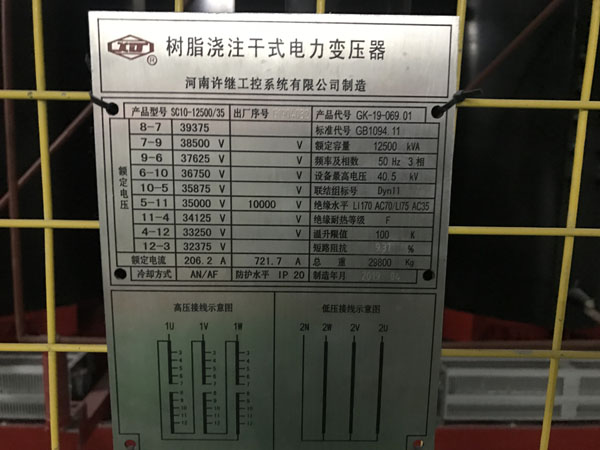 XJ ®
树脂浇注干式电力变压器
河南许继工控系统有限公司制造
产品型号 SC10-12500/35 出厂序号 产品代号 GK-19-069.01
8-7 39375 标准代号 GB1094.11
7-9 38500 V V 额定容量 12500 kVA
9-6 37625 V V 频率及相数 50 Hz 3相
6-10 36750 V V 设备最高电压 40.5 kV
额定电压 10-5 35875 V V 联结组标号 Dyn11
5-11 35000 V 10000 V 绝缘水平 LI170 AC70/LI75 AC35
11-4 34125 V V 绝缘耐热等级 F
4-12 33250 V V 温升限值 100 K
12-3 32375 V V 短路阻抗 %
额定电流 206.2 A 721.7 A 总 重 29800 Kg
冷却方式 AN/AF 防护水平 IP 20 制造年月
高压接线示意图 低压接线示意图
1U 1V 1W 2N 2W 2V 2U